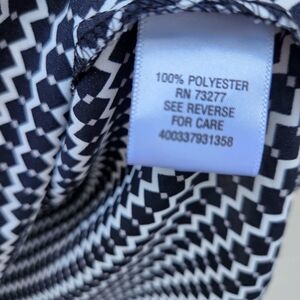 100% POLYESTER
RN 73277
SEE REVERSE
FOR CARE
400337931358